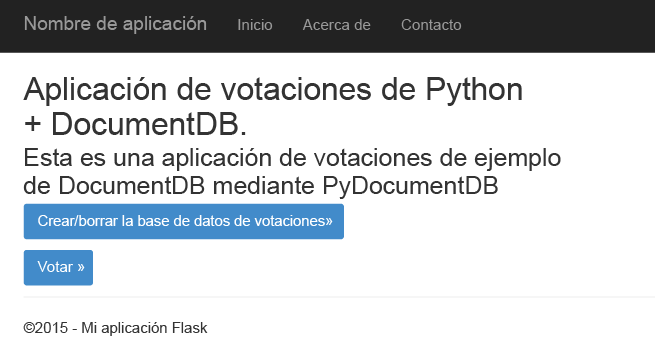 Nombre de aplicación Inicio Acerca de Contacto
Aplicación de votaciones de Python
+ DocumentDB.
Esta es una aplicación de votaciones de ejemplo
de DocumentDB mediante PyDocumentDB
Crear/borrar la base de datos de votaciones»
Votar »
©2015 - Mi aplicación Flask